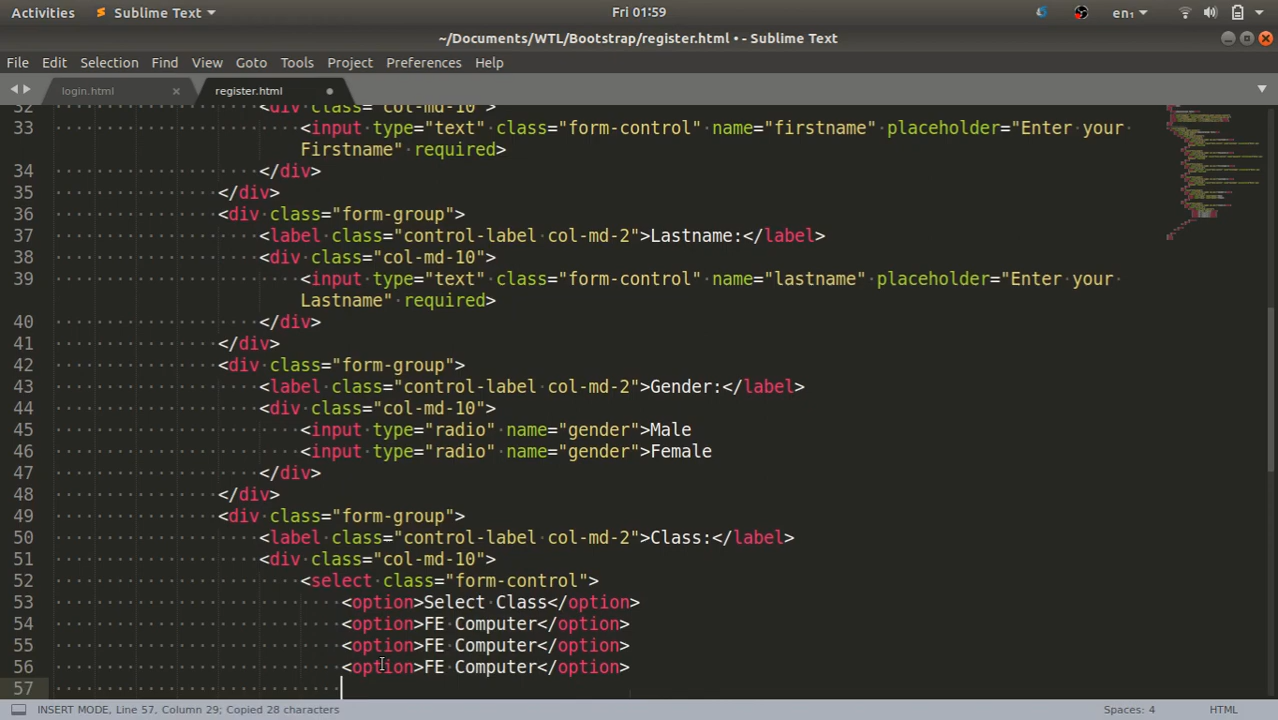 Activities Sublime Text Fri 01:59 en₁
~/Documents/WTL/Bootstrap/register.html • - Sublime Text
File Edit Selection Find View Goto Tools Project Preferences Help
login.html × register.html
32 <div class="col-md-10">
33 <input type="text" class="form-control" name="firstname" placeholder="Enter your
Firstname" required>
34 </div>
35 </div>
36 <div class="form-group">
37 <label class="control-label col-md-2">Lastname:</label>
38 <div class="col-md-10">
39 <input type="text" class="form-control" name="lastname" placeholder="Enter your
Lastname" required>
40 </div>
41 </div>
42 <div class="form-group">
43 <label class="control-label col-md-2">Gender:</label>
44 <div class="col-md-10">
45 <input type="radio" name="gender">Male
46 <input type="radio" name="gender">Female
47 </div>
48 </div>
49 <div class="form-group">
50 <label class="control-label col-md-2">Class:</label>
51 <div class="col-md-10">
52 <select class="form-control">
53 <option>Select Class</option>
54 <option>FE Computer</option>
55 <option>FE Computer</option>
56 <option>FE Computer</option>
57
INSERT MODE, Line 57, Column 29; Copied 28 characters Spaces: 4 HTML